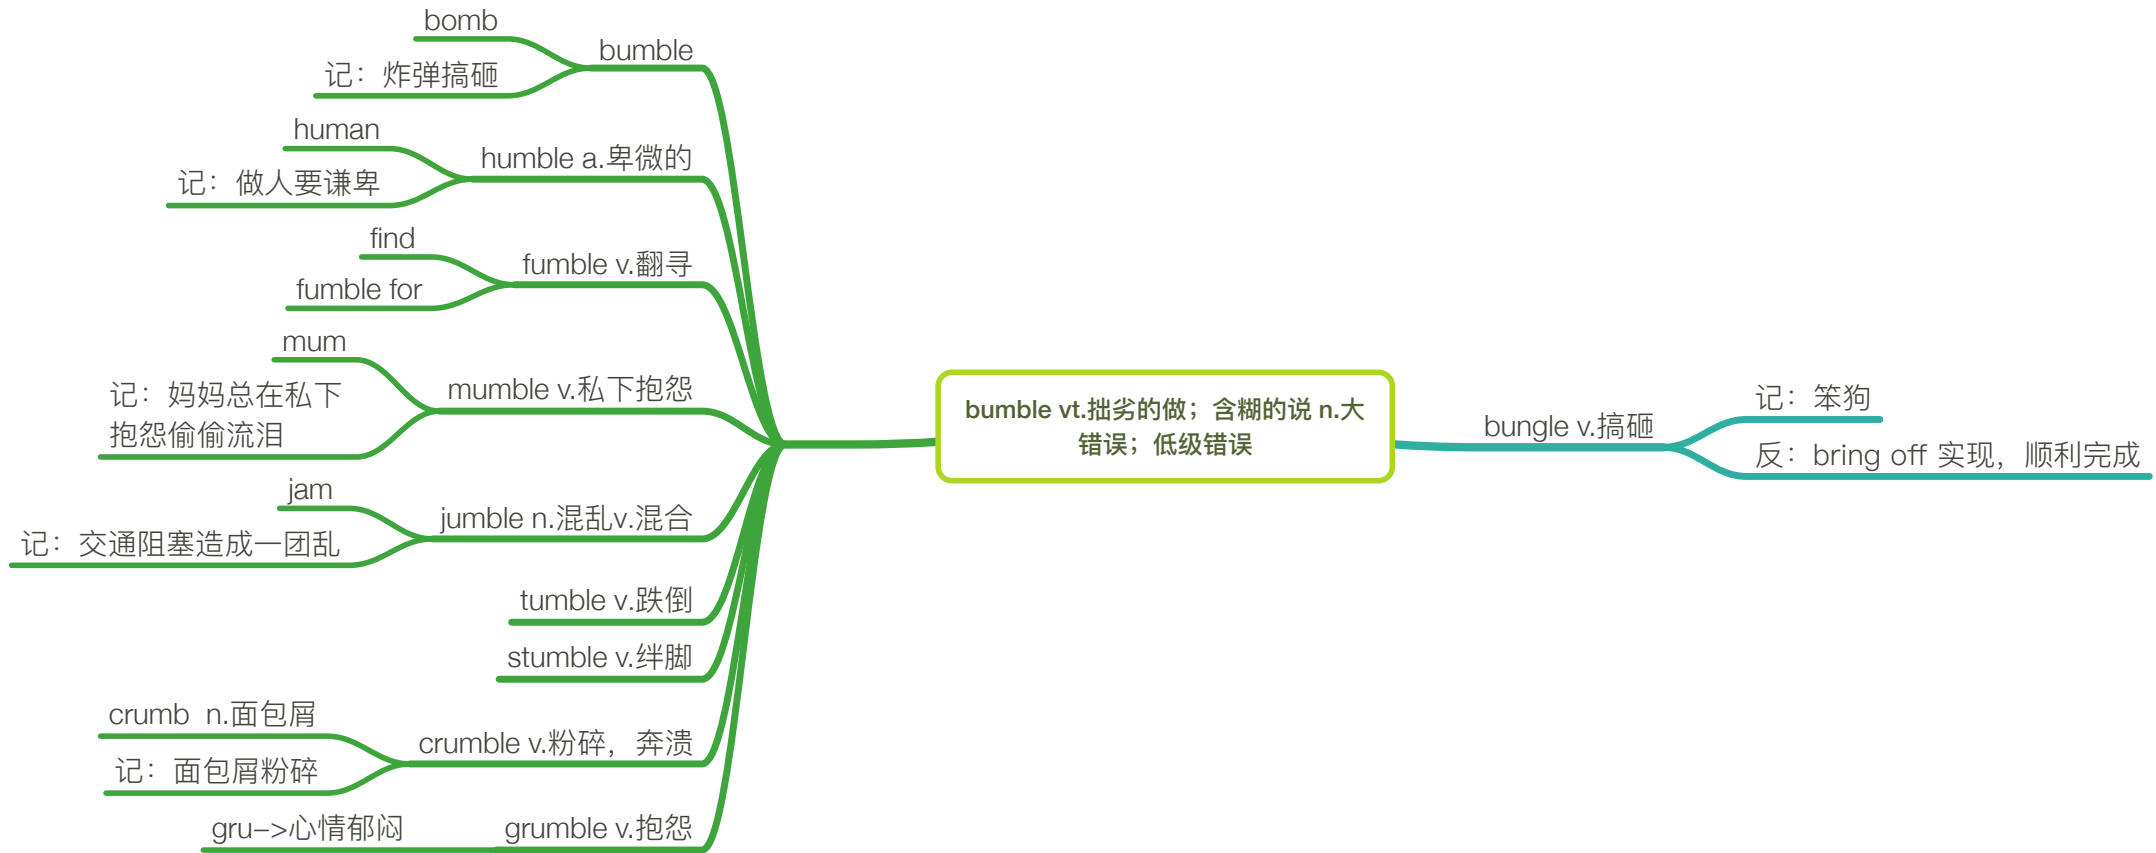 bomb
bumble
记：炸弹搞砸
human
humble a.卑微的
记：做人要谦卑
find
fumble v.翻寻
fumble for
mum
mumble v.私下抱怨
记：妈妈总在私下
抱怨偷偷流泪
jam
jumble n.混乱v.混合
记：交通阻塞造成一团乱
tumble v.跌倒
stumble v.绊脚
crumb n.面包屑
crumble v.粉碎，奔溃
记：面包屑粉碎
gru->心情郁闷
grumble v.抱怨
bumble vt.拙劣的做；含糊的说 n.大
错误；低级错误
bungle v.搞砸
记：笨狗
反：bring off 实现，顺利完成